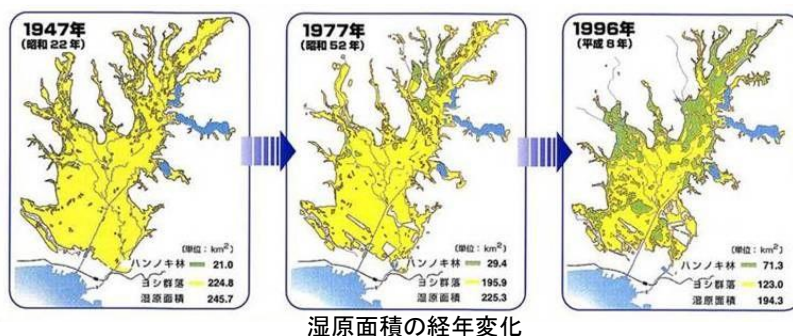 1947年
(昭和22年)
(単位:km²)
ハンノキ林 21.0
ヨシ群落 224.8
湿原面積 245.7
1977年
(昭和52年)
(単位:km²)
ハンノキ林 29.4
ヨシ群落 195.9
湿原面積 225.3
1996年
(平成8年)
(単位:km²)
ハンノキ林 71.3
ヨシ群落 123.0
湿原面積 194.3
湿原面積の経年変化